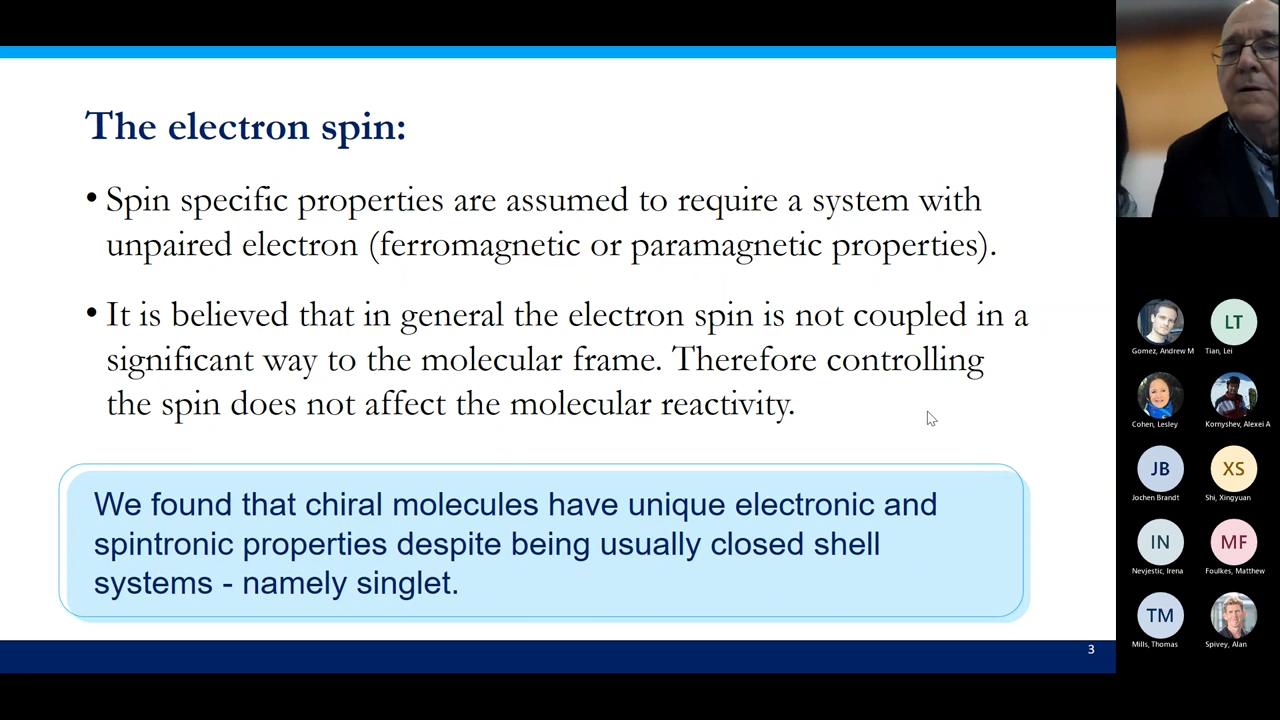 The electron spin:
• Spin specific properties are assumed to require a system with
unpaired electron (ferromagnetic or paramagnetic properties).
• It is believed that in general the electron spin is not coupled in a
significant way to the molecular frame. Therefore controlling
the spin does not affect the molecular reactivity.
We found that chiral molecules have unique electronic and
spintronic properties despite being usually closed shell
systems - namely singlet.
3
LT
Gomez, Andrew M
Tian, Lei
Cohen, Lesley
Kornyshev, Alexei A
JB
XS
Jochen Brandt
Shi, Xingyuan
IN
MF
Nevjestic, Irena
Foulkes, Matthew
TM
Mills, Thomas
Spivey, Alan